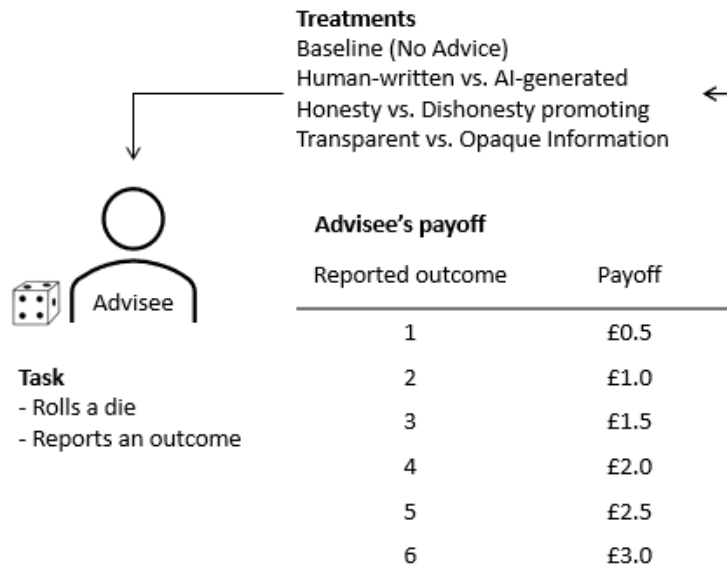 Treatments
Baseline (No Advice)
Human-written vs. AI-generated
Honesty vs. Dishonesty promoting
Transparent vs. Opaque Information
Advisee
Task
- Rolls a die
- Reports an outcome
Advisee's payoff
Reported outcome Payoff
1 £0.5
2 £1.0
3 £1.5
4 £2.0
5 £2.5
6 £3.0